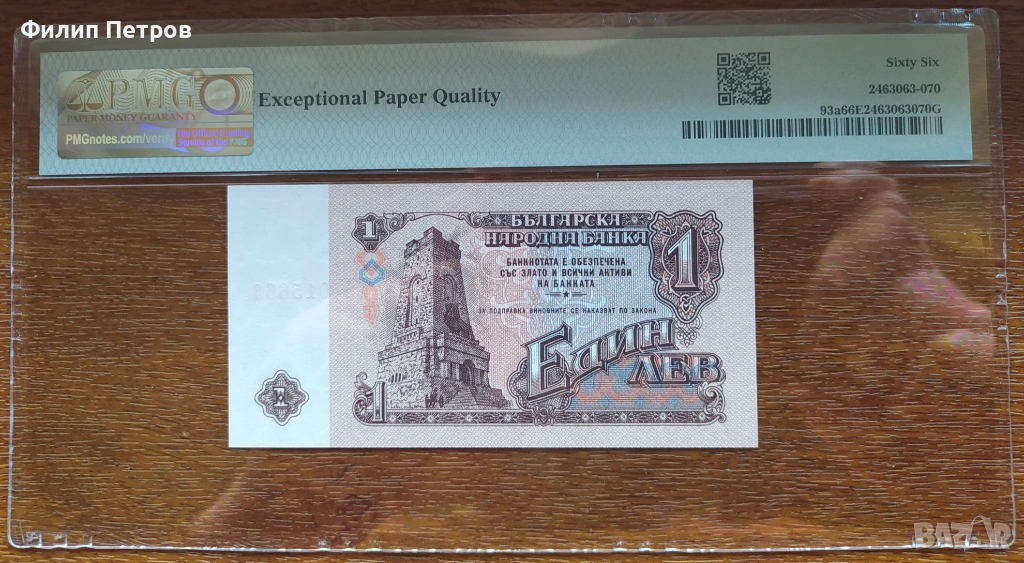 Филип Петров
PMG
PAPER MONEY GUARANTY
PMGnotes.com/verify
Exceptional Paper Quality
Sixty Six
2463063-070
93a66E2463063070G
1
БЪЛГАРСКА
НАРОДНА БАНКА
1
БАНКНОТАТА Е ОБЕЗПЕЧЕНА
СЪС ЗЛАТО И ВСИЧКИ АКТИВИ
НА БАНКАТА
ЗА ПОДПРАВКА ВИНОВНИТЕ СЕ НАКАЗВАТ ПО ЗАКОНА
ЕДИН
ЛЕВ
1
BAZAR